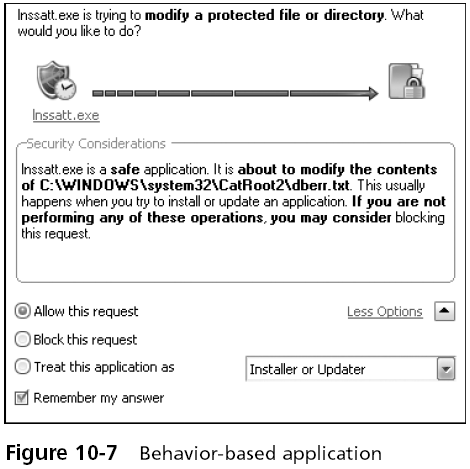 Inssatt.exe is trying to modify a protected file or directory. What
would you like to do?
Inssatt.exe
Security Considerations
Inssatt.exe is a safe application. It is about to modify the contents
of C:\WINDOWS\system32\CatRoot2\dberr.txt. This usually
happens when you try to install or update an application. If you are not
performing any of these operations, you may consider blocking
this request.
Allow this request
Less Options
Block this request
Treat this application as
Installer or Updater
Remember my answer
Figure 10-7 Behavior-based application